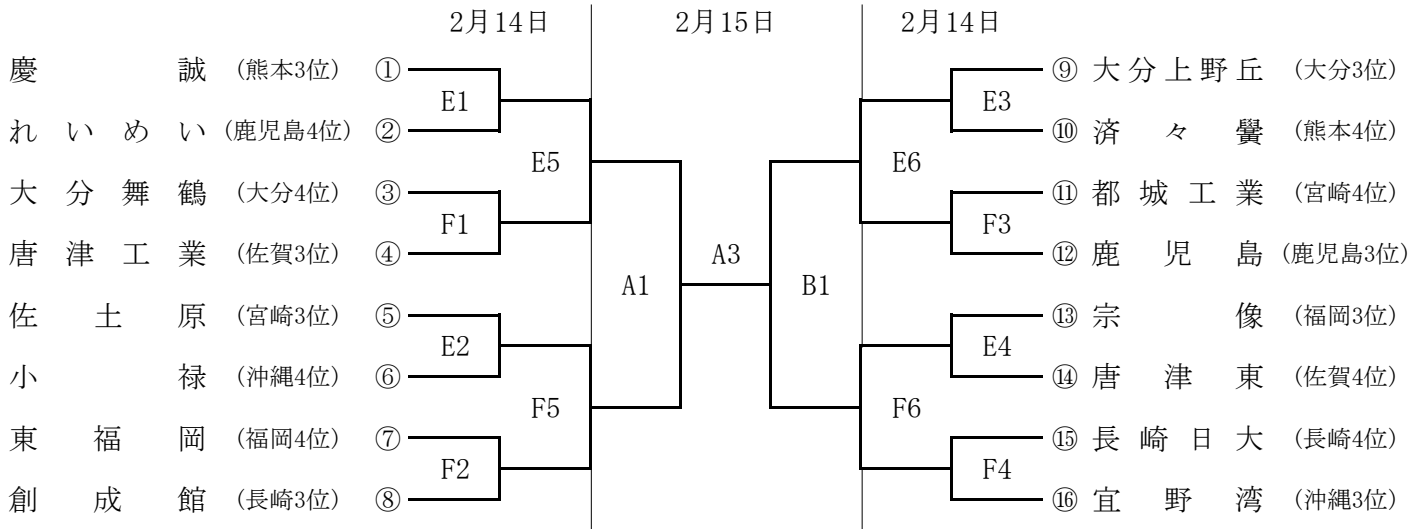 2月14日 2月15日 2月14日
慶誠 (熊本3位) ① ⑨ 大分上野丘 (大分3位)
E1 E3
れいめい (鹿児島4位) ② ⑩ 済々黌 (熊本4位)
E5 E6
大分舞鶴 (大分4位) ③ ⑪ 都城工業 (宮崎4位)
F1 F3
唐津工業 (佐賀3位) ④ ⑫ 鹿児島 (鹿児島3位)
A3
A1 B1
佐土原 (宮崎3位) ⑤ ⑬ 宗像 (福岡3位)
E2 E4
小禄 (沖縄4位) ⑥ ⑭ 唐津東 (佐賀4位)
F5 F6
東福岡 (福岡4位) ⑦ ⑮ 長崎日大 (長崎4位)
F2 F4
創成館 (長崎3位) ⑧ ⑯ 宜野湾 (沖縄3位)